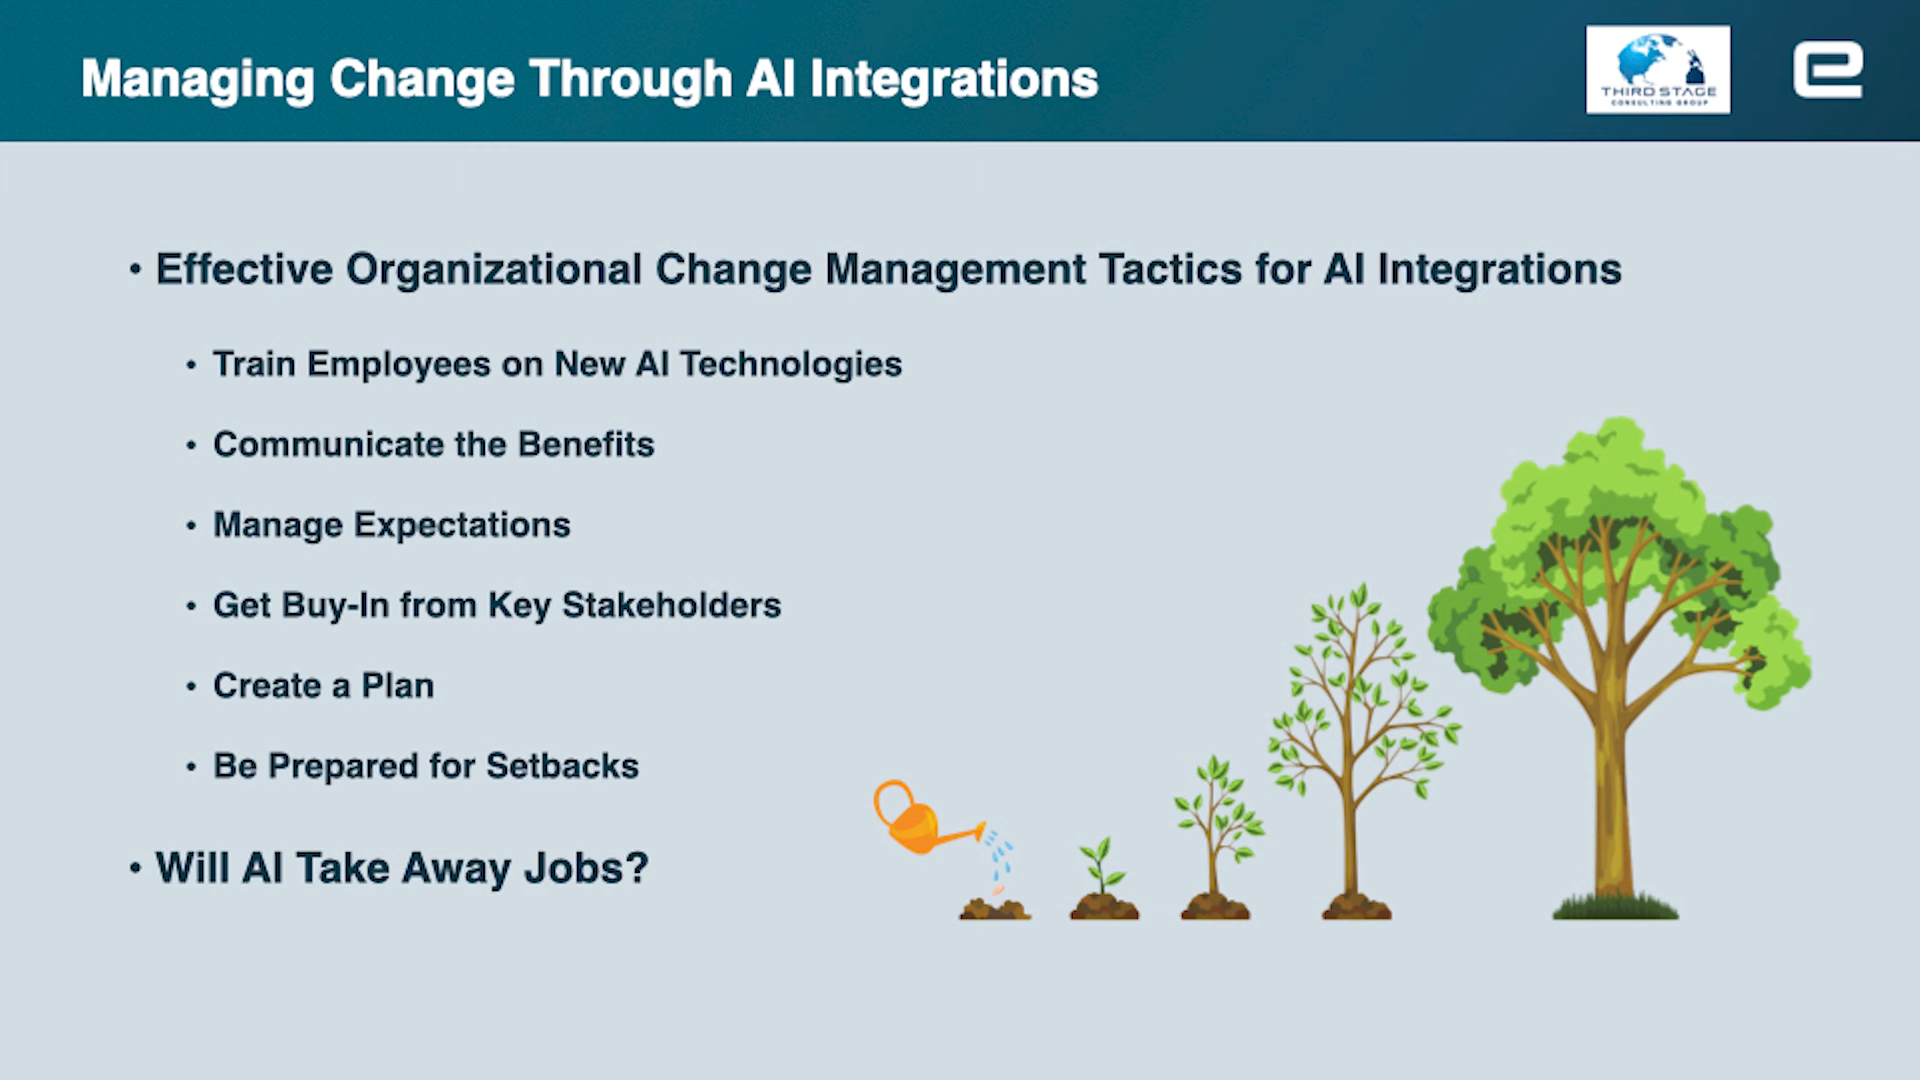 Managing Change Through AI Integrations
THIRD STAGE
CONSULTING GROUP
e
• Effective Organizational Change Management Tactics for AI Integrations
• Train Employees on New AI Technologies
• Communicate the Benefits
• Manage Expectations
• Get Buy-In from Key Stakeholders
• Create a Plan
• Be Prepared for Setbacks
• Will AI Take Away Jobs?